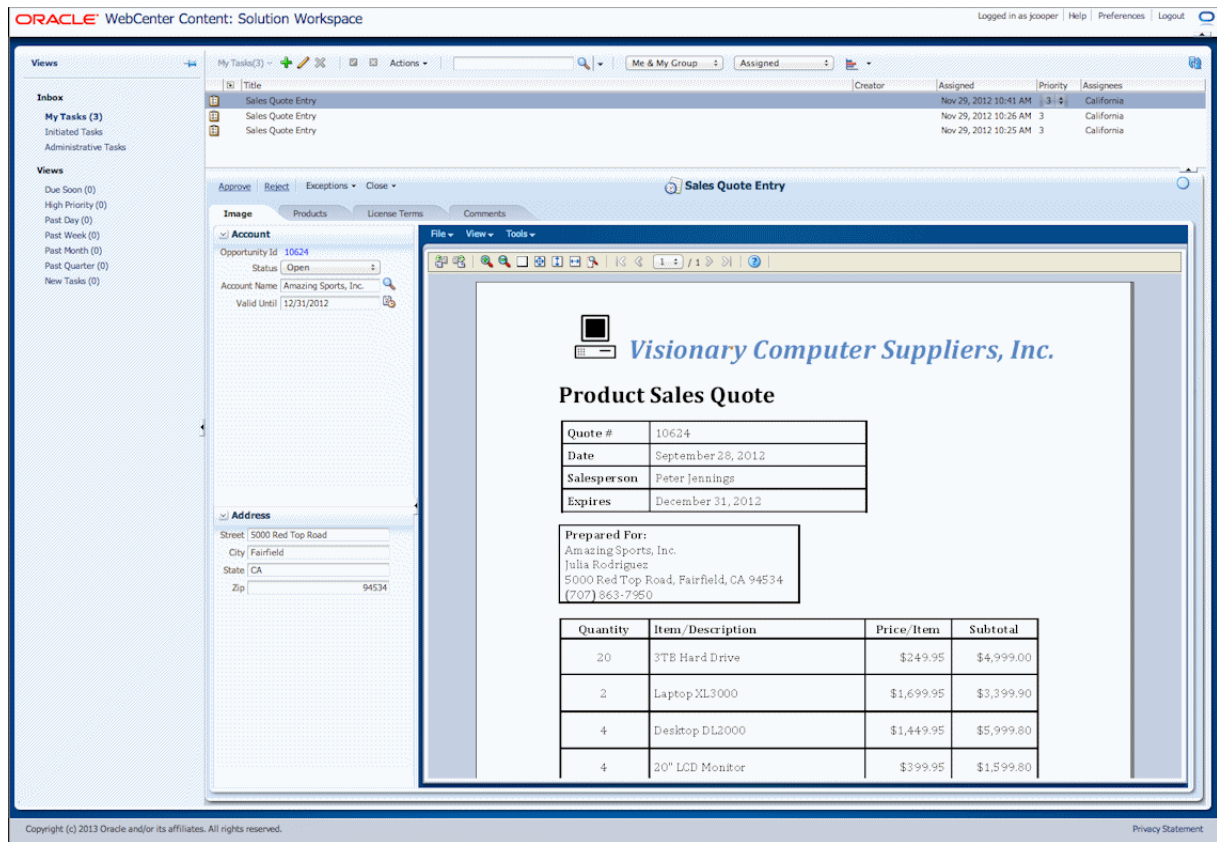 ORACLE WebCenter Content: Solution Workspace
Logged in as jcooper Help Preferences Logout
Views
Inbox
My Tasks (3)
Initiated Tasks
Administrative Tasks
Views
Due Soon (0)
High Priority (0)
Past Day (0)
Past Week (0)
Past Month (0)
Past Quarter (0)
New Tasks (0)
My Tasks(3) Actions Me & My Group Assigned
Title Creator Assigned Priority Assignees
Sales Quote Entry Nov 29, 2012 10:41 AM 3 California
Sales Quote Entry Nov 29, 2012 10:26 AM 3 California
Sales Quote Entry Nov 29, 2012 10:25 AM 3 California
Approve Reject Exceptions Close Sales Quote Entry
Image Products License Terms Comments
Account
Opportunity Id 10624
Status Open
Account Name Amazing Sports, Inc.
Valid Until 12/31/2012
Address
Street 5000 Red Top Road
City Fairfield
State CA
Zip 94534
File View Tools
1 / 1
Visionary Computer Suppliers, Inc.
Product Sales Quote
Quote # 10624
Date September 28, 2012
Salesperson Peter Jennings
Expires December 31, 2012
Prepared For:
Amazing Sports, Inc.
Julia Rodriguez
5000 Red Top Road, Fairfield, CA 94534
(707) 863-7950
Quantity Item/Description Price/Item Subtotal
20 3TB Hard Drive $249.95 $4,999.00
2 Laptop XL3000 $1,699.95 $3,399.90
4 Desktop DL2000 $1,449.95 $5,999.80
4 20" LCD Monitor $399.95 $1,599.80
Copyright (c) 2013 Oracle and/or its affiliates. All rights reserved.
Privacy Statement